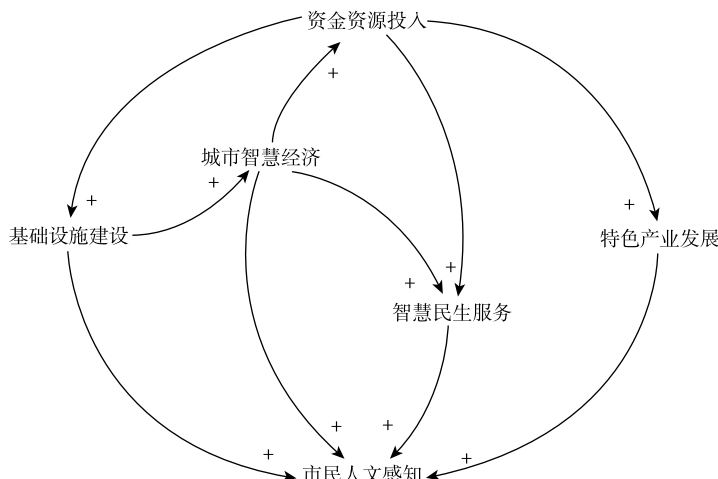 资金资源投入
+
城市智慧经济
+
+
+
基础设施建设
特色产业发展
+
+
智慧民生服务
+
+
+
+
市民人文感知